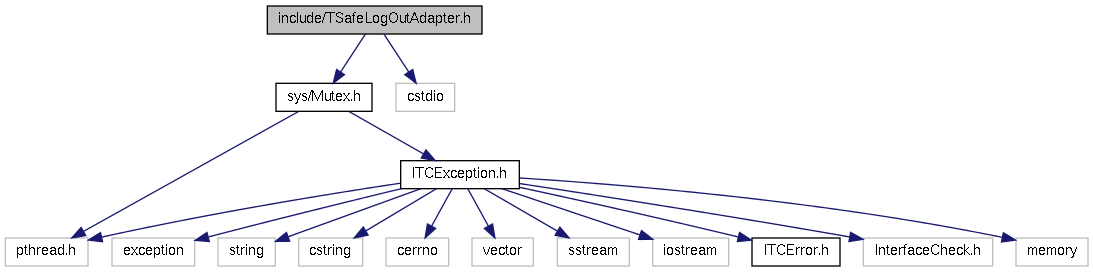 include/TSafeLogOutAdapter.h
sys/Mutex.h
cstdio
ITCException.h
pthread.h
exception
string
cstring
cerrno
vector
sstream
iostream
ITCError.h
InterfaceCheck.h
memory